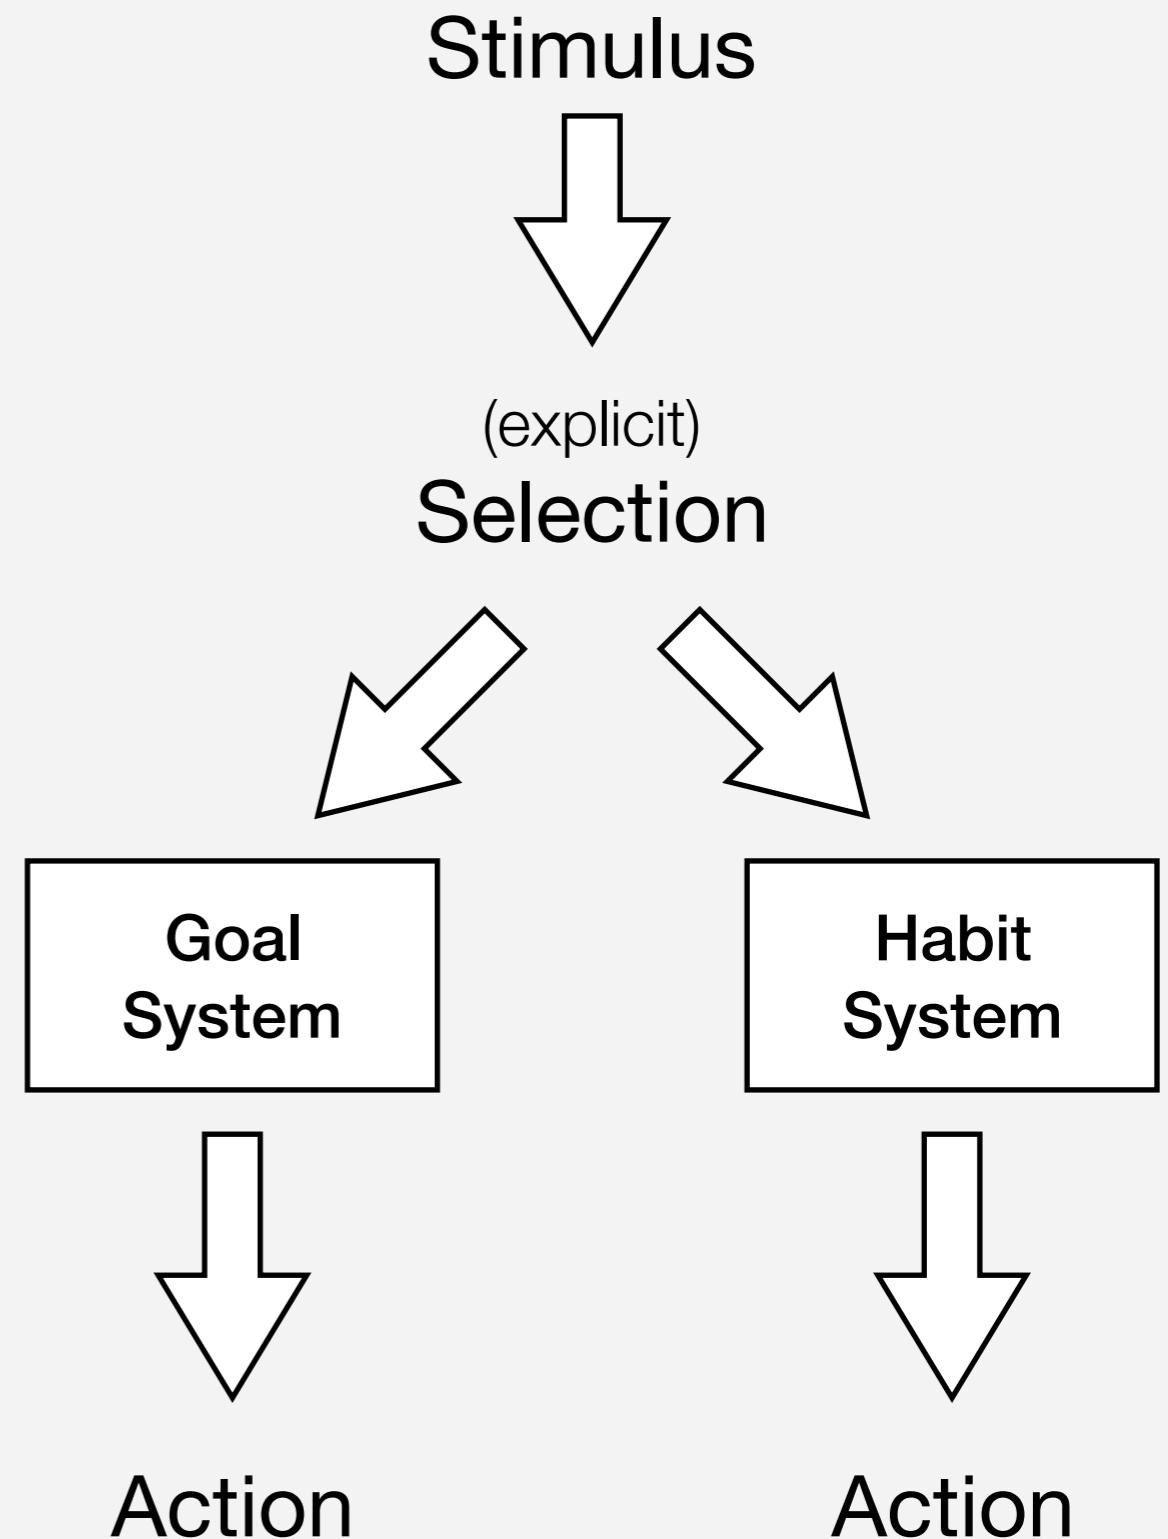 Stimulus
(explicit)
Selection
Goal
System
Habit
System
Action
Action